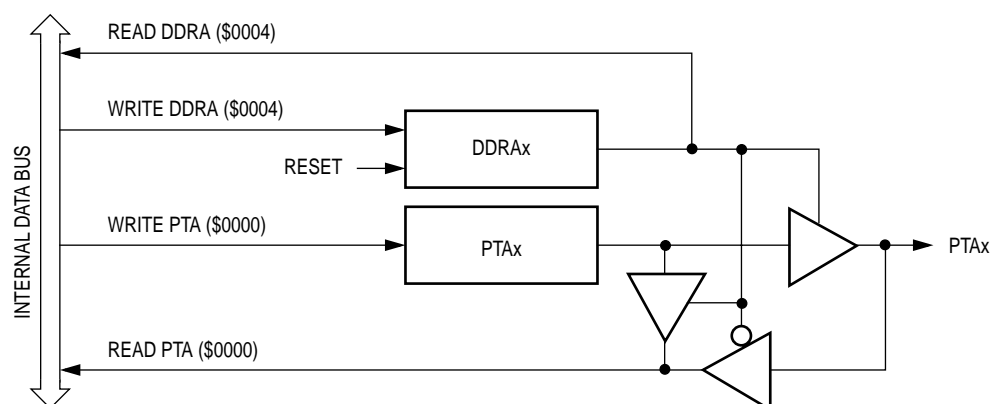 READ DDRA ($0004)
WRITE DDRA ($0004)
DDRAx
RESET
INTERNAL DATA BUS
WRITE PTA ($0000)
PTAx
PTAx
READ PTA ($0000)